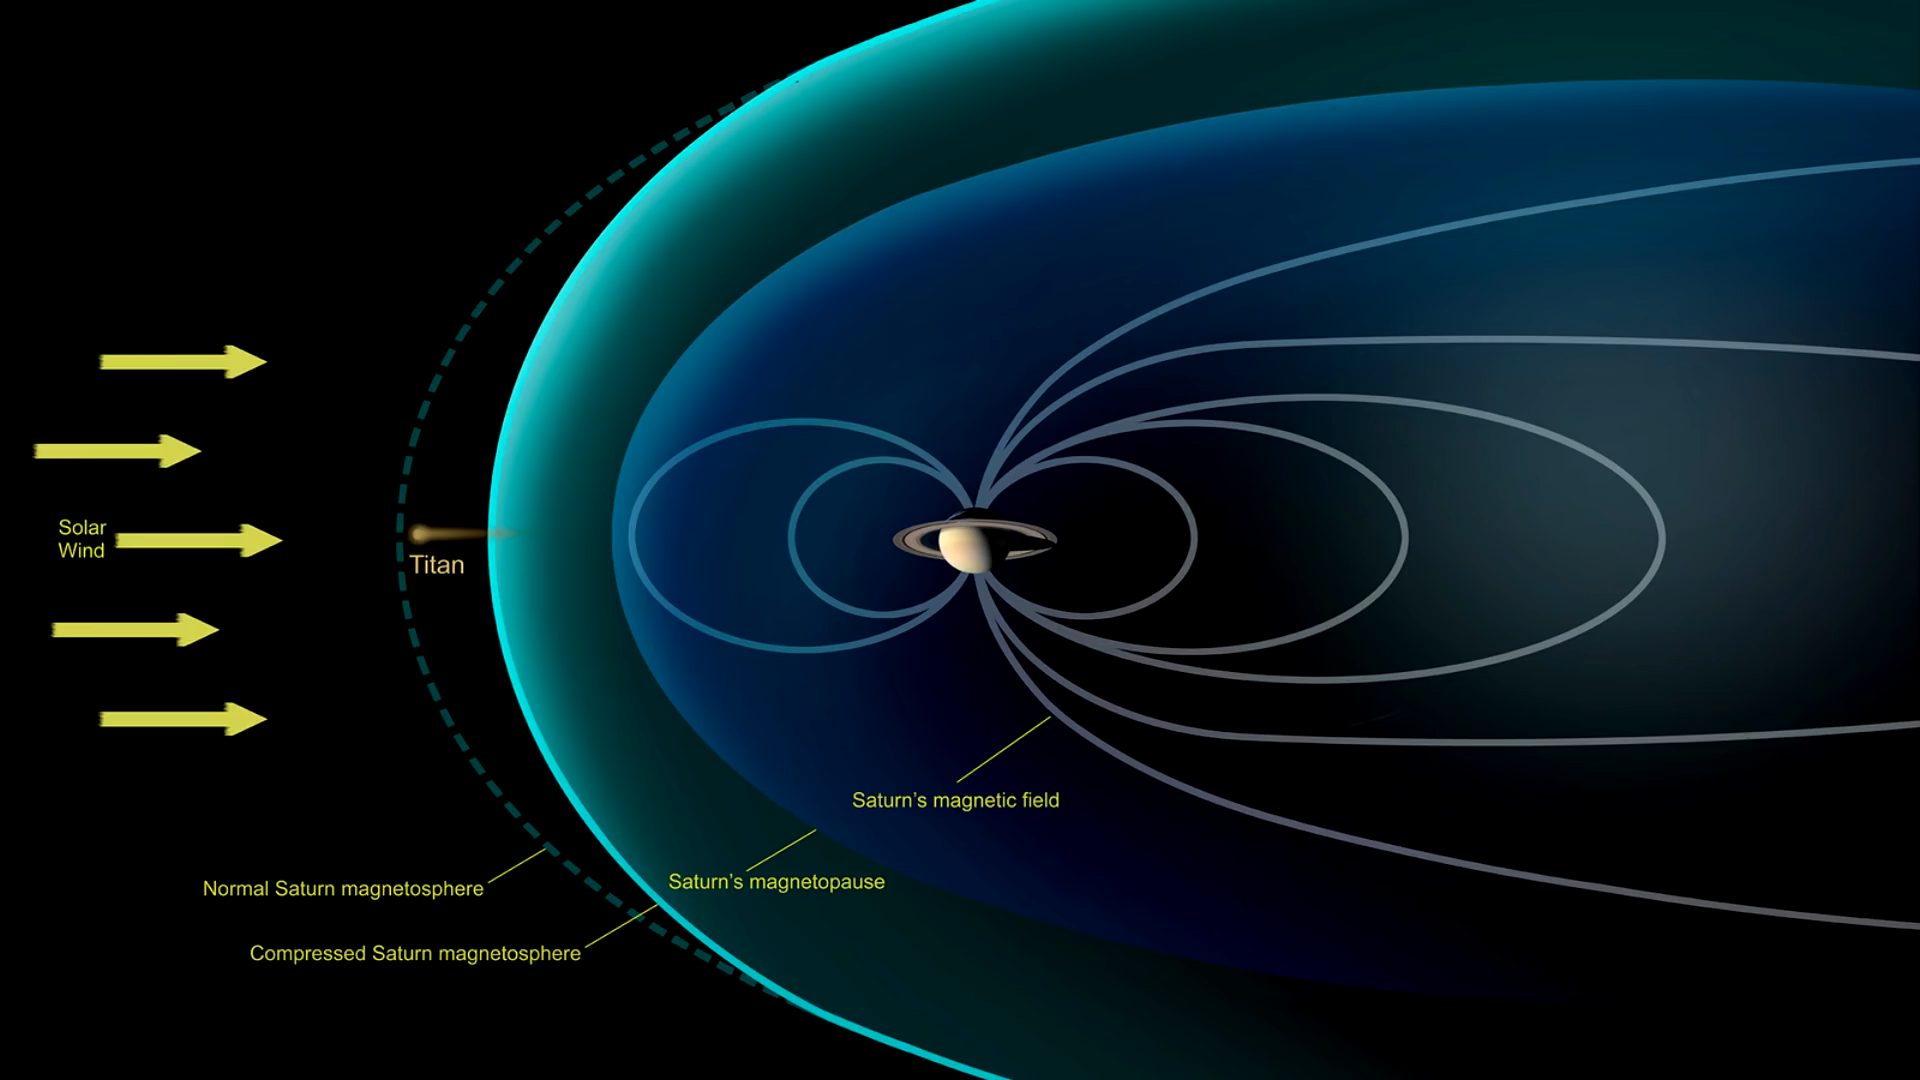 Solar
Wind
Titan
Saturn’s magnetic field
Saturn’s magnetopause
Normal Saturn magnetosphere
Compressed Saturn magnetosphere